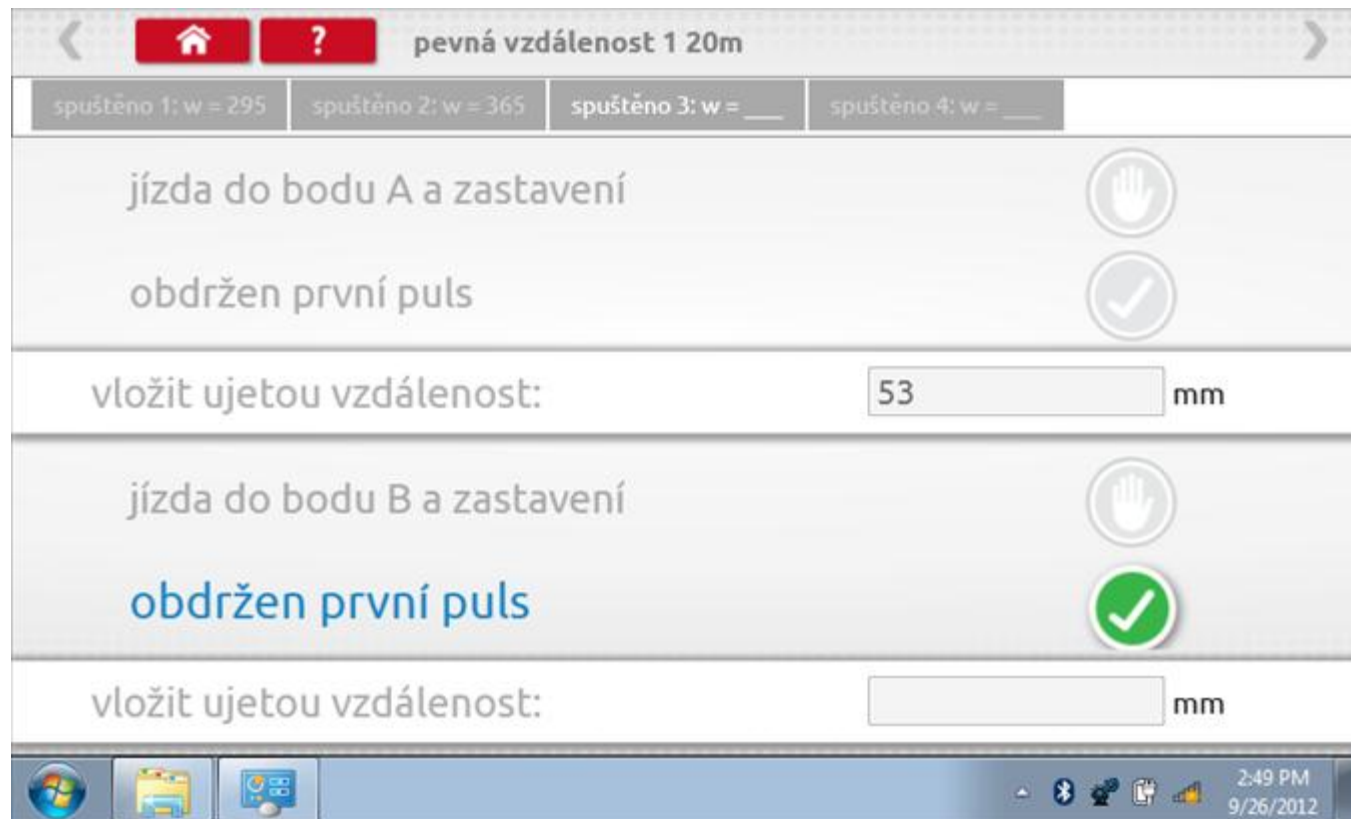 ? pevná vzdálenost 1 20m
spuštěno 1: w = 295 spuštěno 2: w = 365 spuštěno 3: w = ___ spuštěno 4: w = ___
jízda do bodu A a zastavení
obdržen první puls
vložit ujetou vzdálenost: 53 mm
jízda do bodu B a zastavení
obdržen první puls
vložit ujetou vzdálenost: mm
2:49 PM
9/26/2012